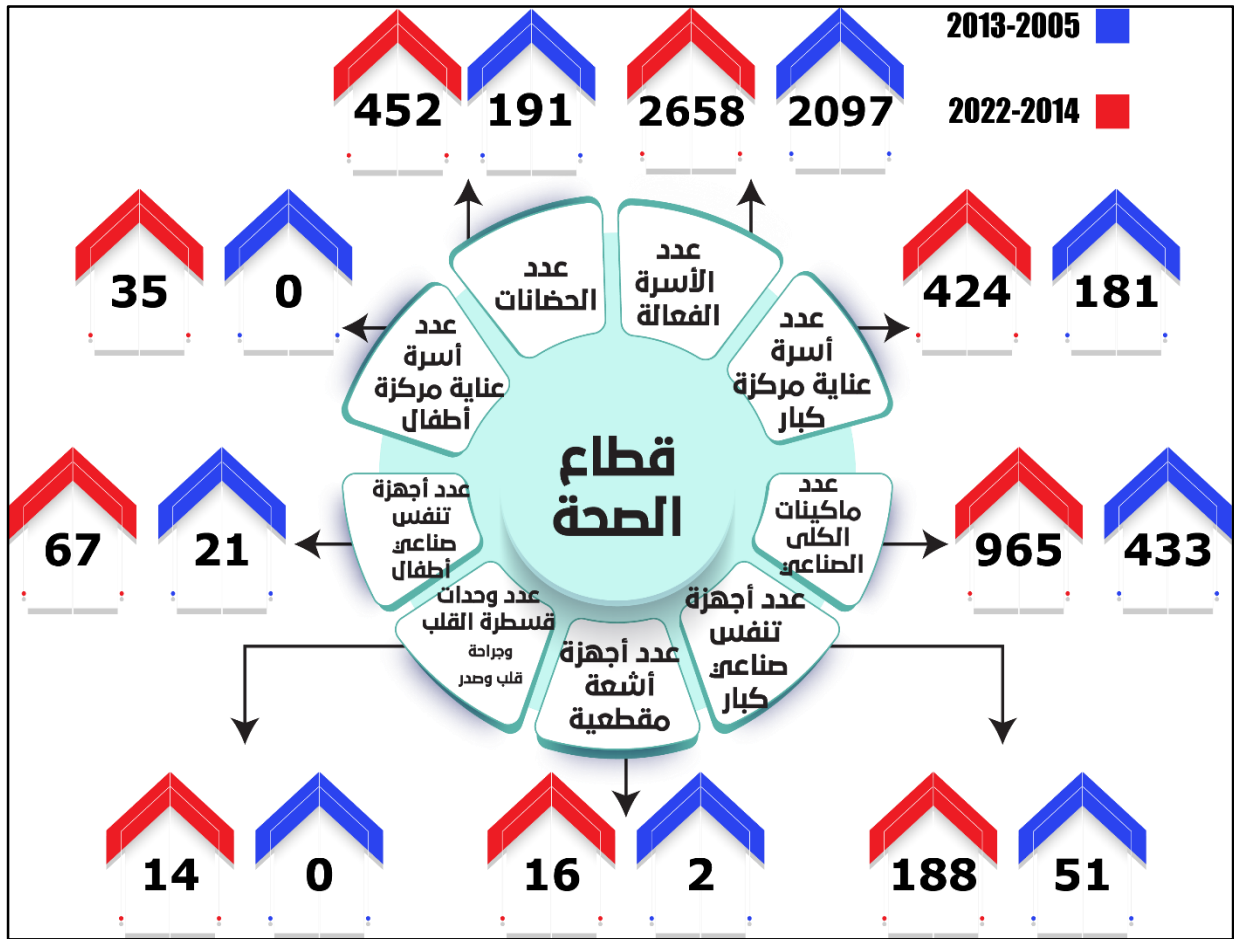 2013-2005
2022-2014
2097
2658
191
452
181
424
0
35
433
965
21
67
51
188
2
16
0
14
قطاع
الصحة
عدد
الأسرة
الفعالة
عدد
أسرة
عناية مركزة
كبار
عدد
ماكينات
الكلى
الصناعي
عدد أجهزة
تنفس
صناعي
كبار
عدد أجهزة
أشعة
مقطعية
عدد وحدات
قسطرة القلب
وجراحة
قلب وصدر
عدد أجهزة
تنفس
صناعي
أطفال
عدد
أسرة
عناية مركزة
أطفال
عدد
الحضانات